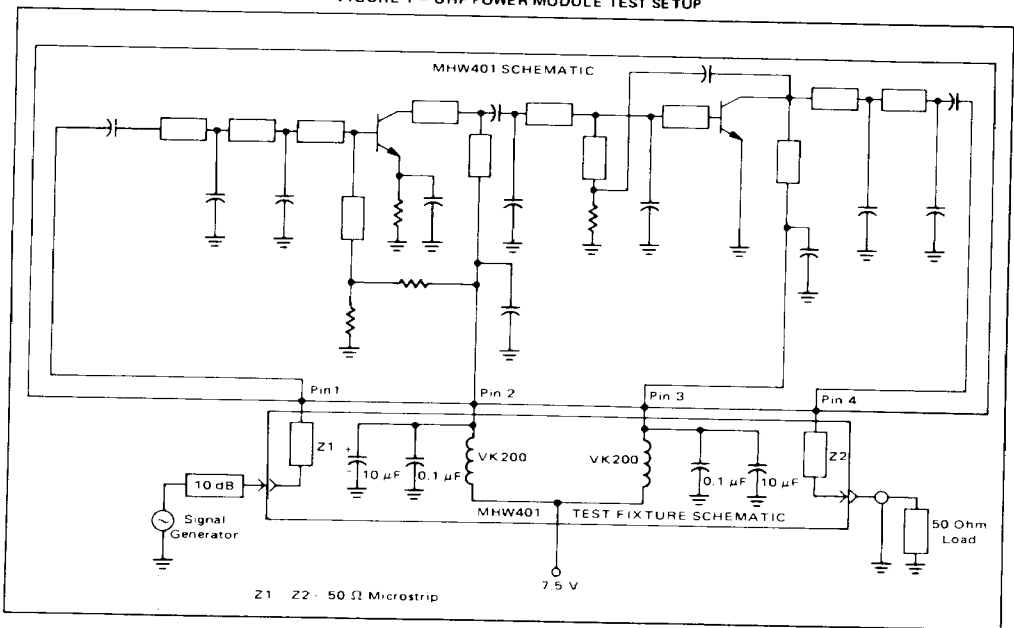 FIGURE 1 – UHF POWER MODULE TEST SETUP
MHW401 SCHEMATIC
Pin 1
Pin 2
Pin 3
Pin 4
Z1
+
-
10 µF
0.1 µF
VK200
VK200
0.1 µF
10 µF
Z2
10 dB
Signal
Generator
MHW401 TEST FIXTURE SCHEMATIC
50 Ohm
Load
7.5 V
Z1 Z2 - 50 Ω Microstrip